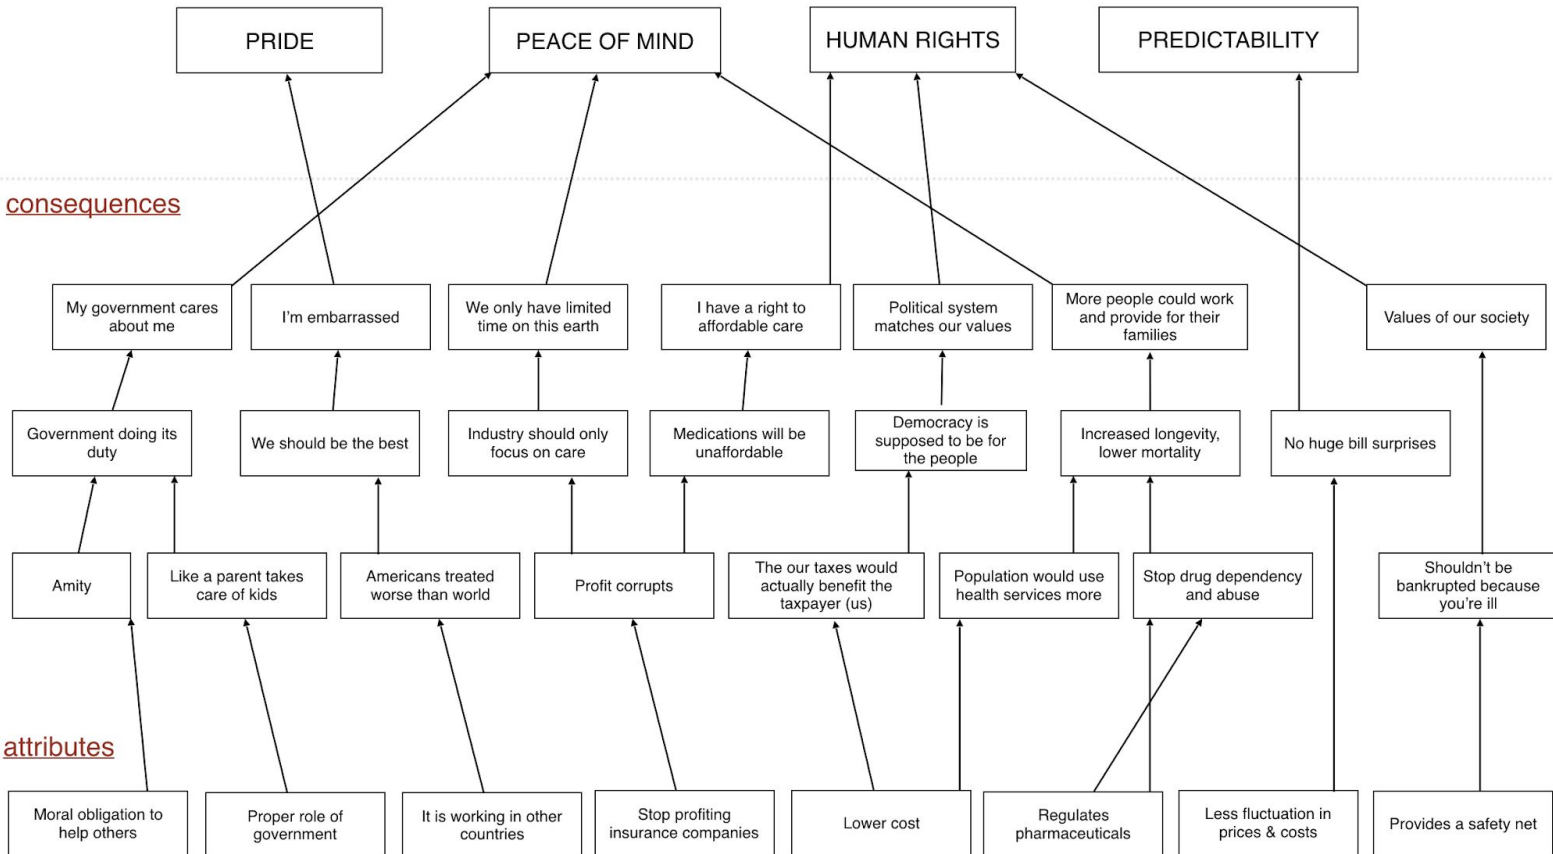 PRIDE
PEACE OF MIND
HUMAN RIGHTS
PREDICTABILITY
consequences
My government cares
about me
I'm embarrassed
We only have limited
time on this earth
I have a right to
affordable care
Political system
matches our values
More people could work
and provide for their
families
Values of our society
Government doing its
duty
We should be the best
Industry should only
focus on care
Medications will be
unaffordable
Democracy is
supposed to be for
the people
Increased longevity,
lower mortality
No huge bill surprises
Amity
Like a parent takes
care of kids
Americans treated
worse than world
Profit corrupts
The our taxes would
actually benefit the
taxpayer (us)
Population would use
health services more
Stop drug dependency
and abuse
Shouldn't be
bankrupted because
you're ill
attributes
Moral obligation to
help others
Proper role of
government
It is working in other
countries
Stop profiting
insurance companies
Lower cost
Regulates
pharmaceuticals
Less fluctuation in
prices & costs
Provides a safety net